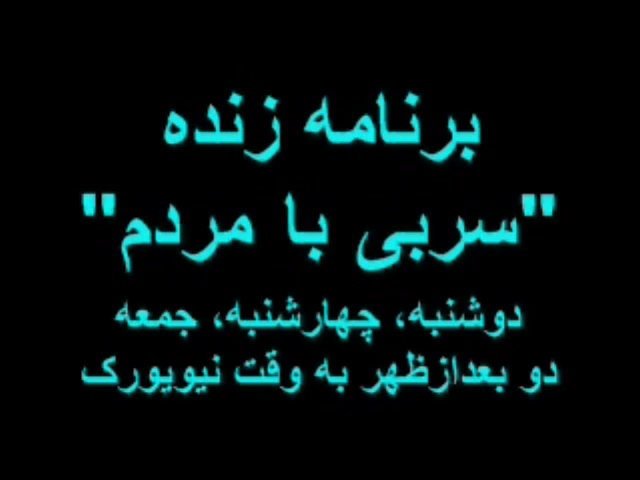 برنامه زنده
"سربی با مردم"
دوشنبه، چهارشنبه، جمعه
دو بعدازظهر به وقت نیویورک